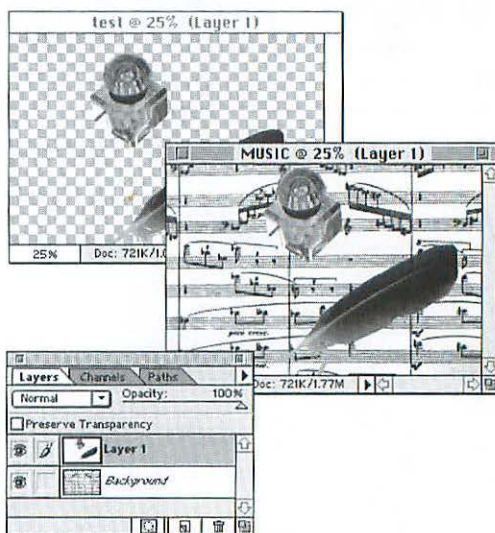 test @ 25% (Layer 1)
MUSIC @ 25% (Layer 1)
25%
Doc: 721K/1.
Doc: 721K/1.77M
Layers
Channels
Paths
Normal
Opacity:
100%
Preserve Transparency
Layer 1
Background